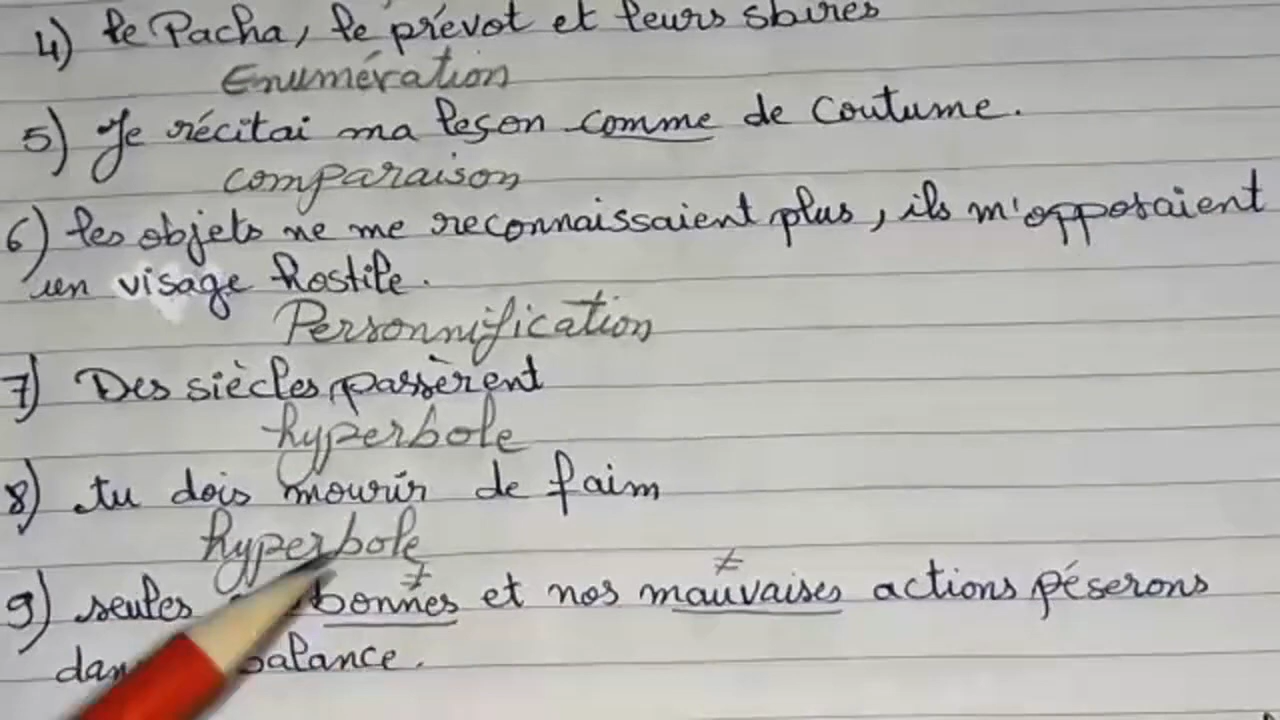 4) le Pacha, le prévot et leurs sbires
Enumération
5) Je récitai ma leçon comme de coutume.
comparaison
6) les objets ne me reconnaissaient plus, ils m'opposaient
un visage hostile.
Personnification
7) Des siècles passèrent
hyperbole
8) tu dois mourir de faim
hyperbole
≠ ≠
9) seules bonnes et nos mauvaises actions péserons
balance.